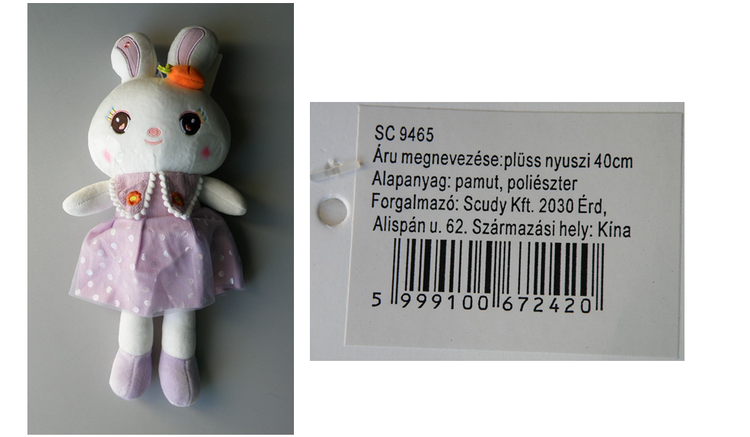 SC 9465
Áru megnevezése:plüss nyuszi 40cm
Alapanyag: pamut, poliészter
Forgalmazó: Scudy Kft. 2030 Érd,
Alispán u. 62. Származási hely: Kína
5 999100 672420